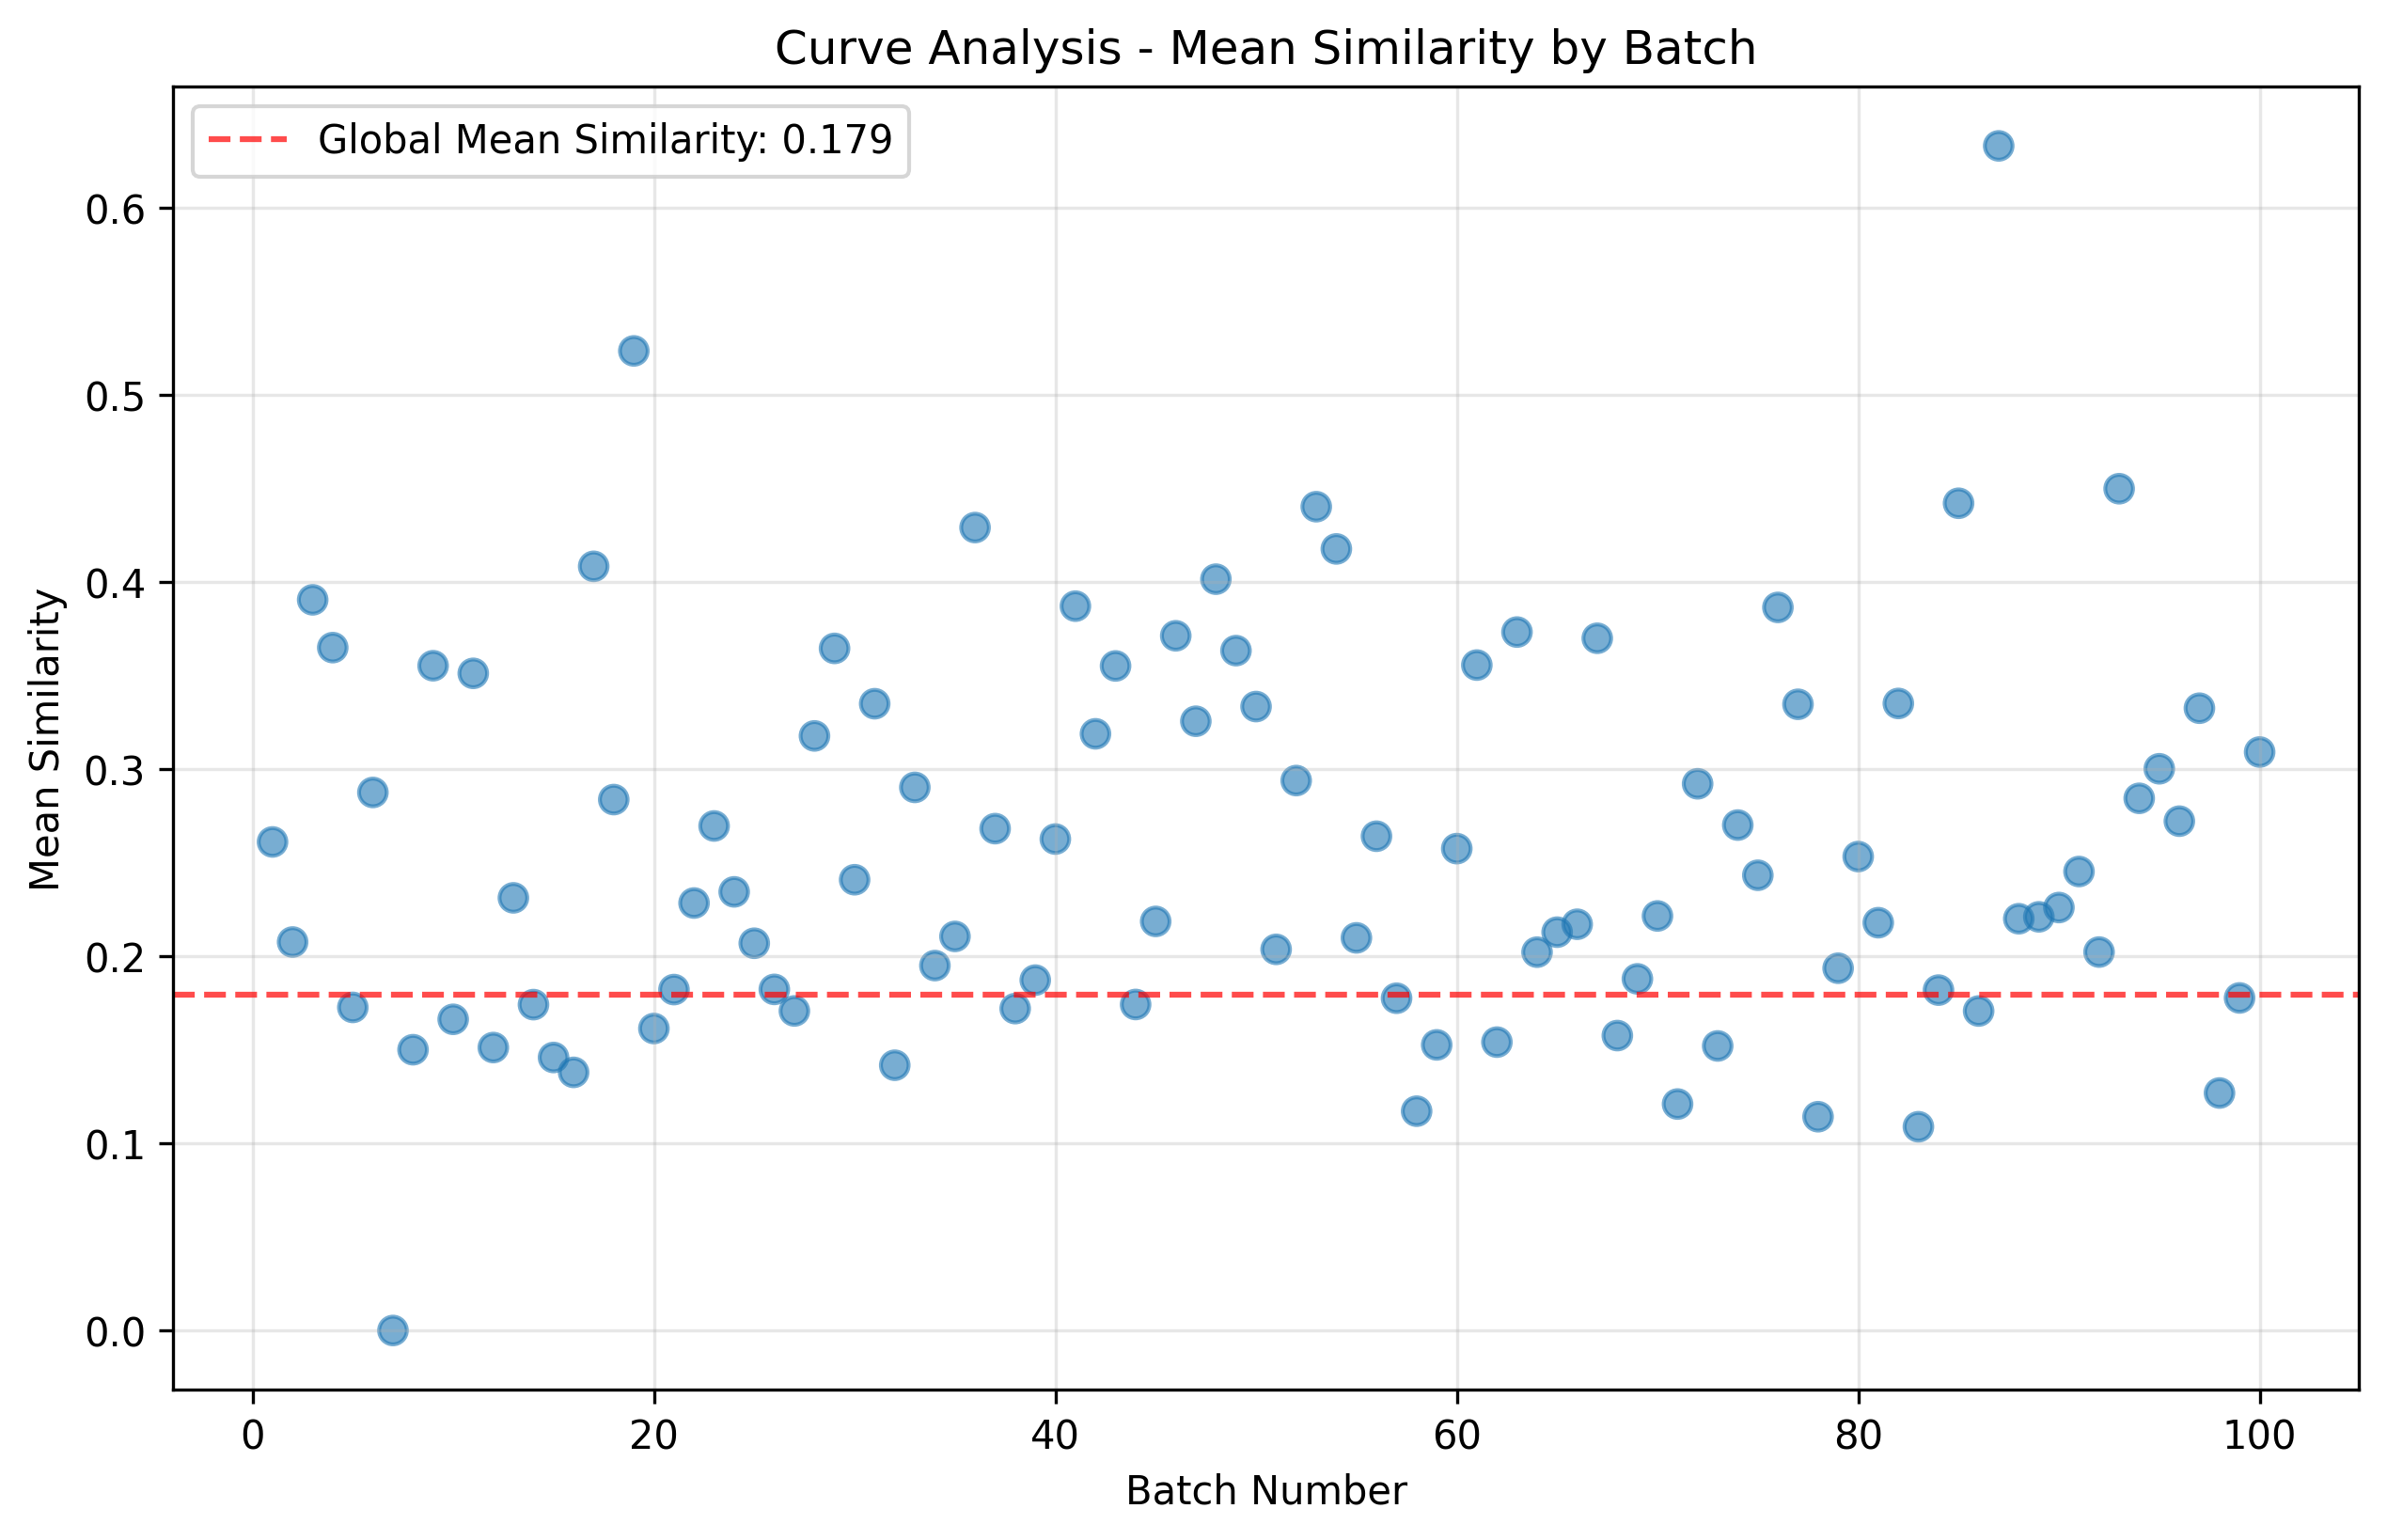 Curve Analysis - Mean Similarity by Batch
Global Mean Similarity: 0.179
Mean Similarity
0.6
0.5
0.4
0.3
0.2
0.1
0.0
0 20 40 60 80 100
Batch Number